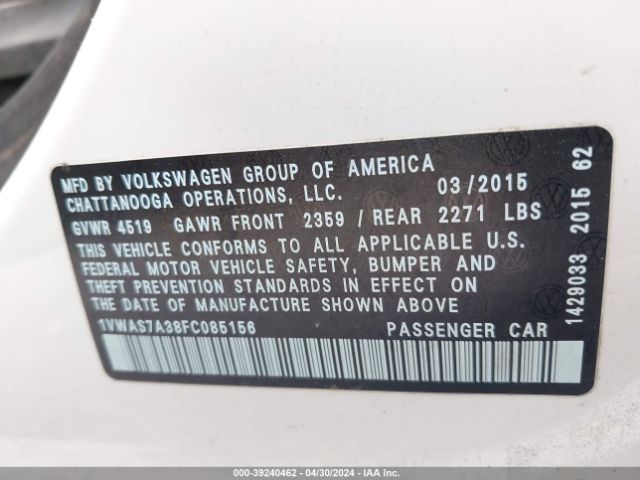 MFD BY VOLKSWAGEN GROUP OF AMERICA
CHATTANOOGA OPERATIONS, LLC. 03/2015
GVWR 4519 GAWR FRONT 2359 / REAR 2271 LBS
THIS VEHICLE CONFORMS TO ALL APPLICABLE U.S.
FEDERAL MOTOR VEHICLE SAFETY, BUMPER AND
THEFT PREVENTION STANDARDS IN EFFECT ON
THE DATE OF MANUFACTURE SHOWN ABOVE
1VWAS7A38FC085156 PASSENGER CAR
1429033 2015 62
000-39240462 - 04/30/2024 - IAAI.COM